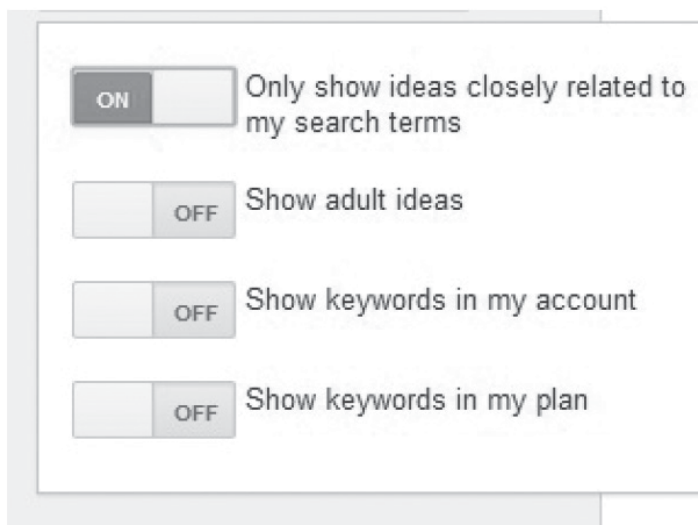 ON
Only show ideas closely related to
my search terms
OFF
Show adult ideas
OFF
Show keywords in my account
OFF
Show keywords in my plan